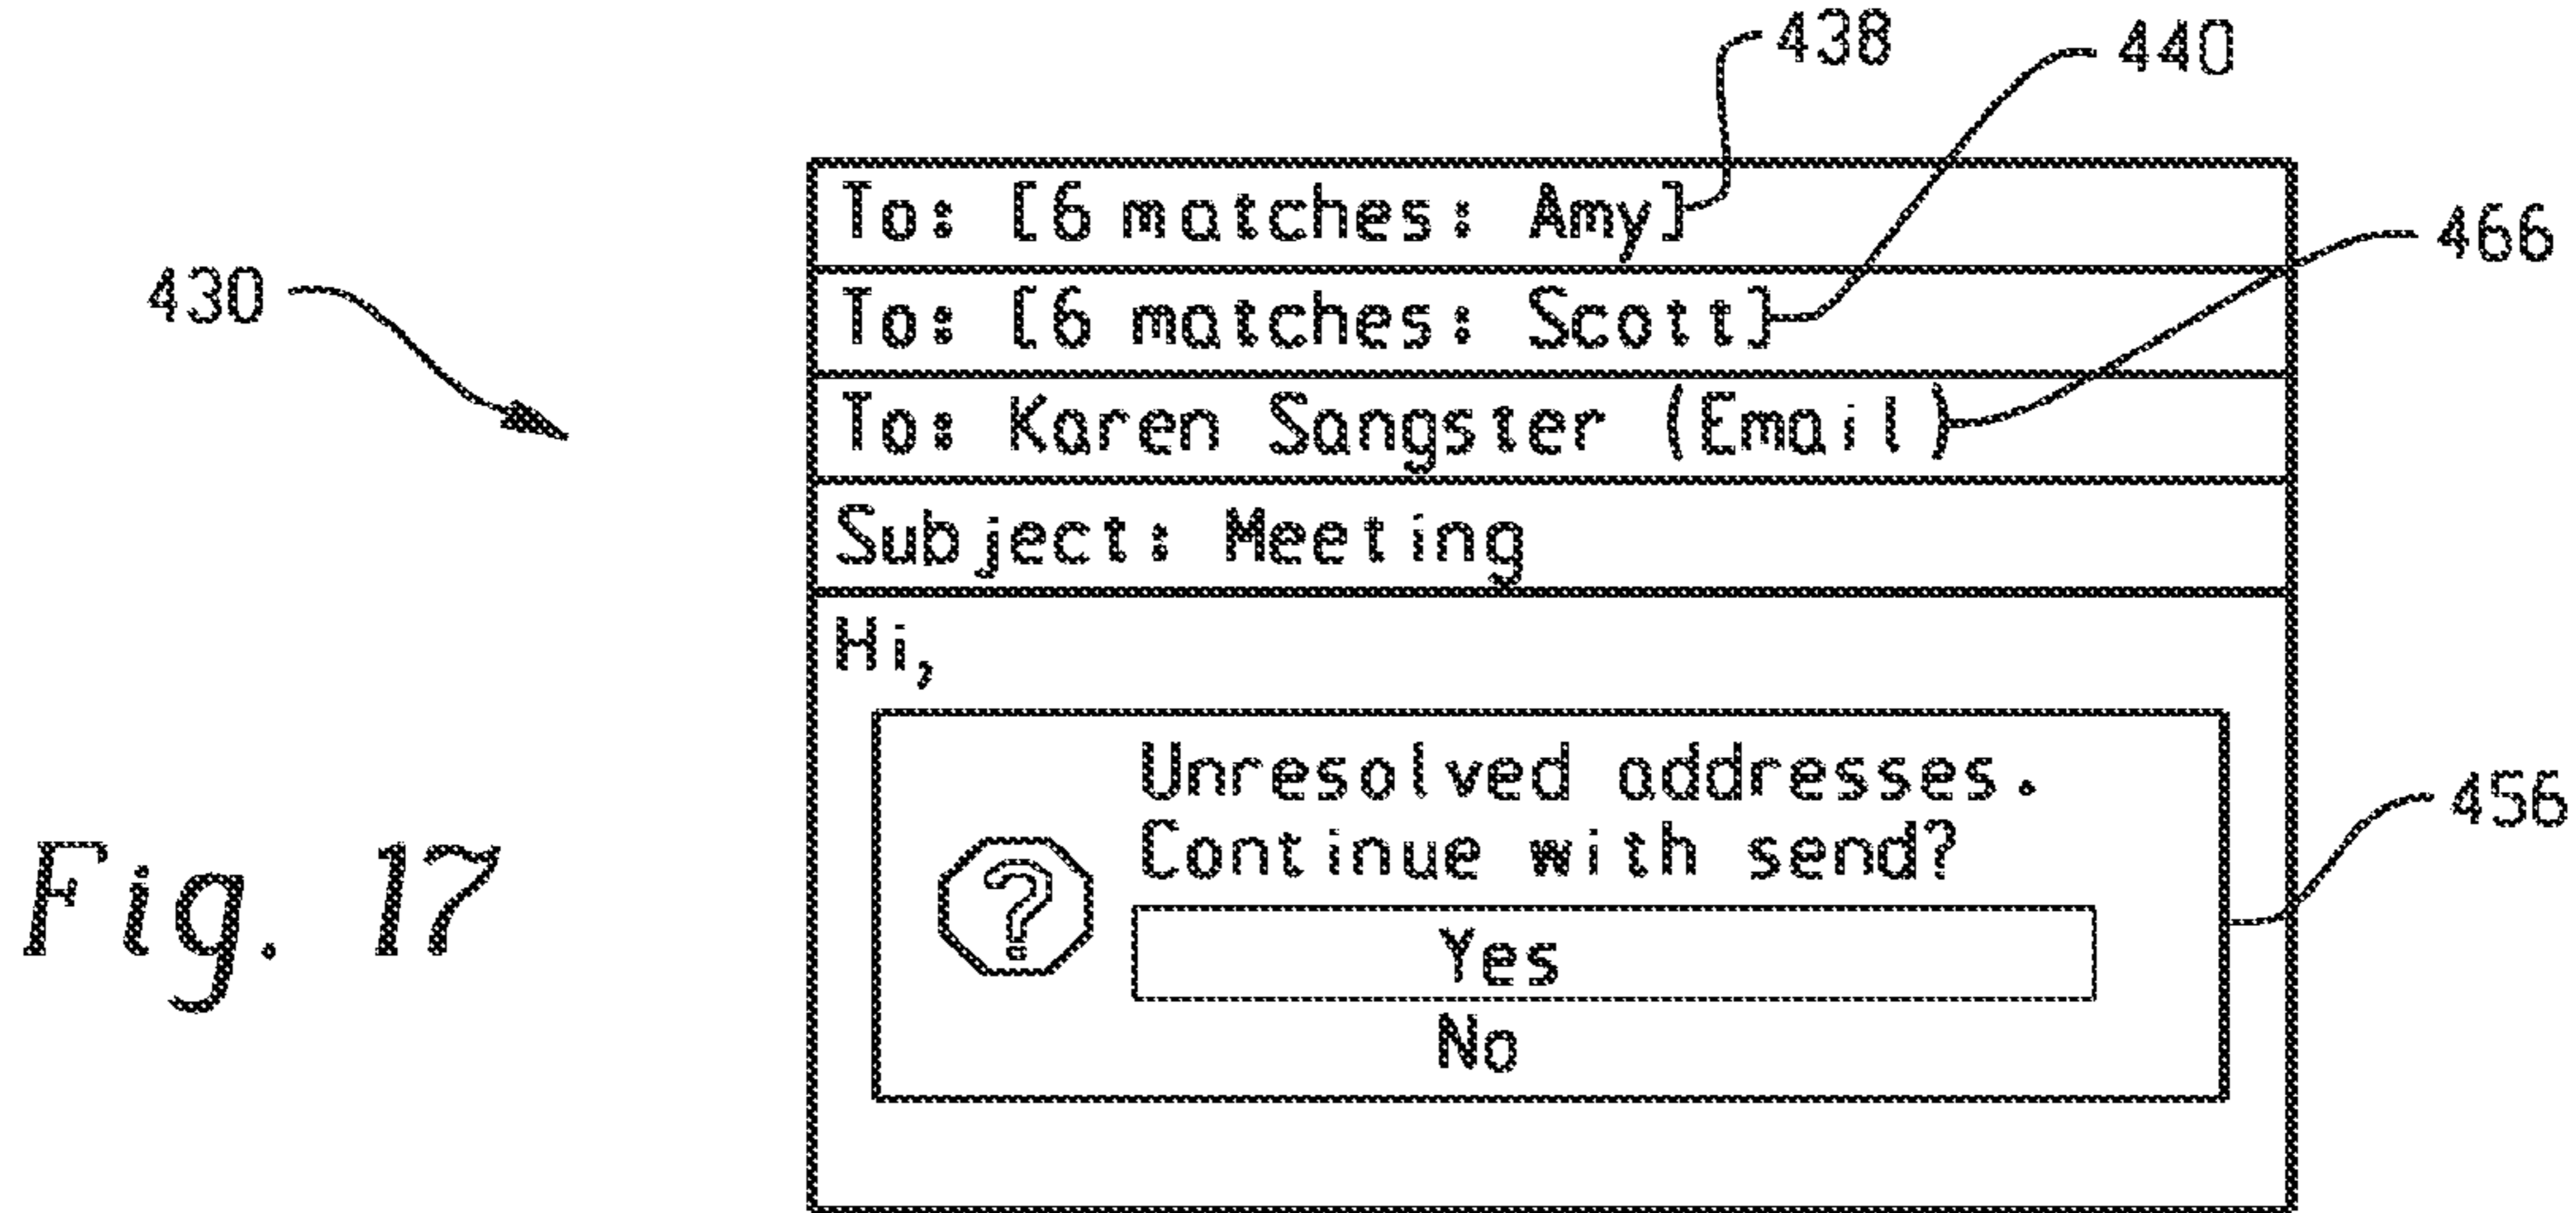 438
440
To: [6 matches: Amy]
466
430
To: [6 matches: Scott]
To: Karen Sangster (Email)
Subject: Meeting
Hi,
Unresolved addresses.
456
Continue with send?
Fig. 17
Yes
No